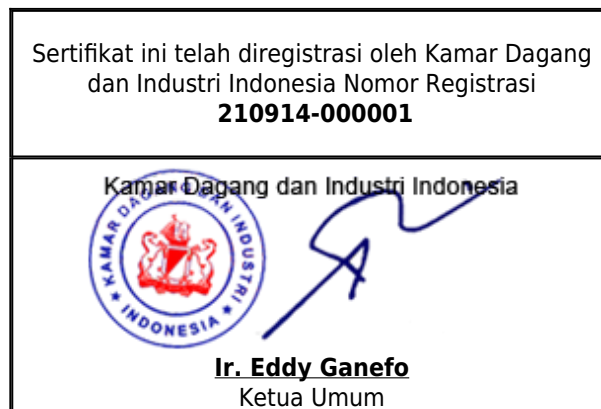 Sertifikat ini telah diregistrasi oleh Kamar Dagang
dan Industri Indonesia Nomor Registrasi
210914-000001
Kamar Dagang dan Industri Indonesia
KAMAR DAGANG DAN INDUSTRI
★ INDONESIA ★
Ir. Eddy Ganefo
Ketua Umum